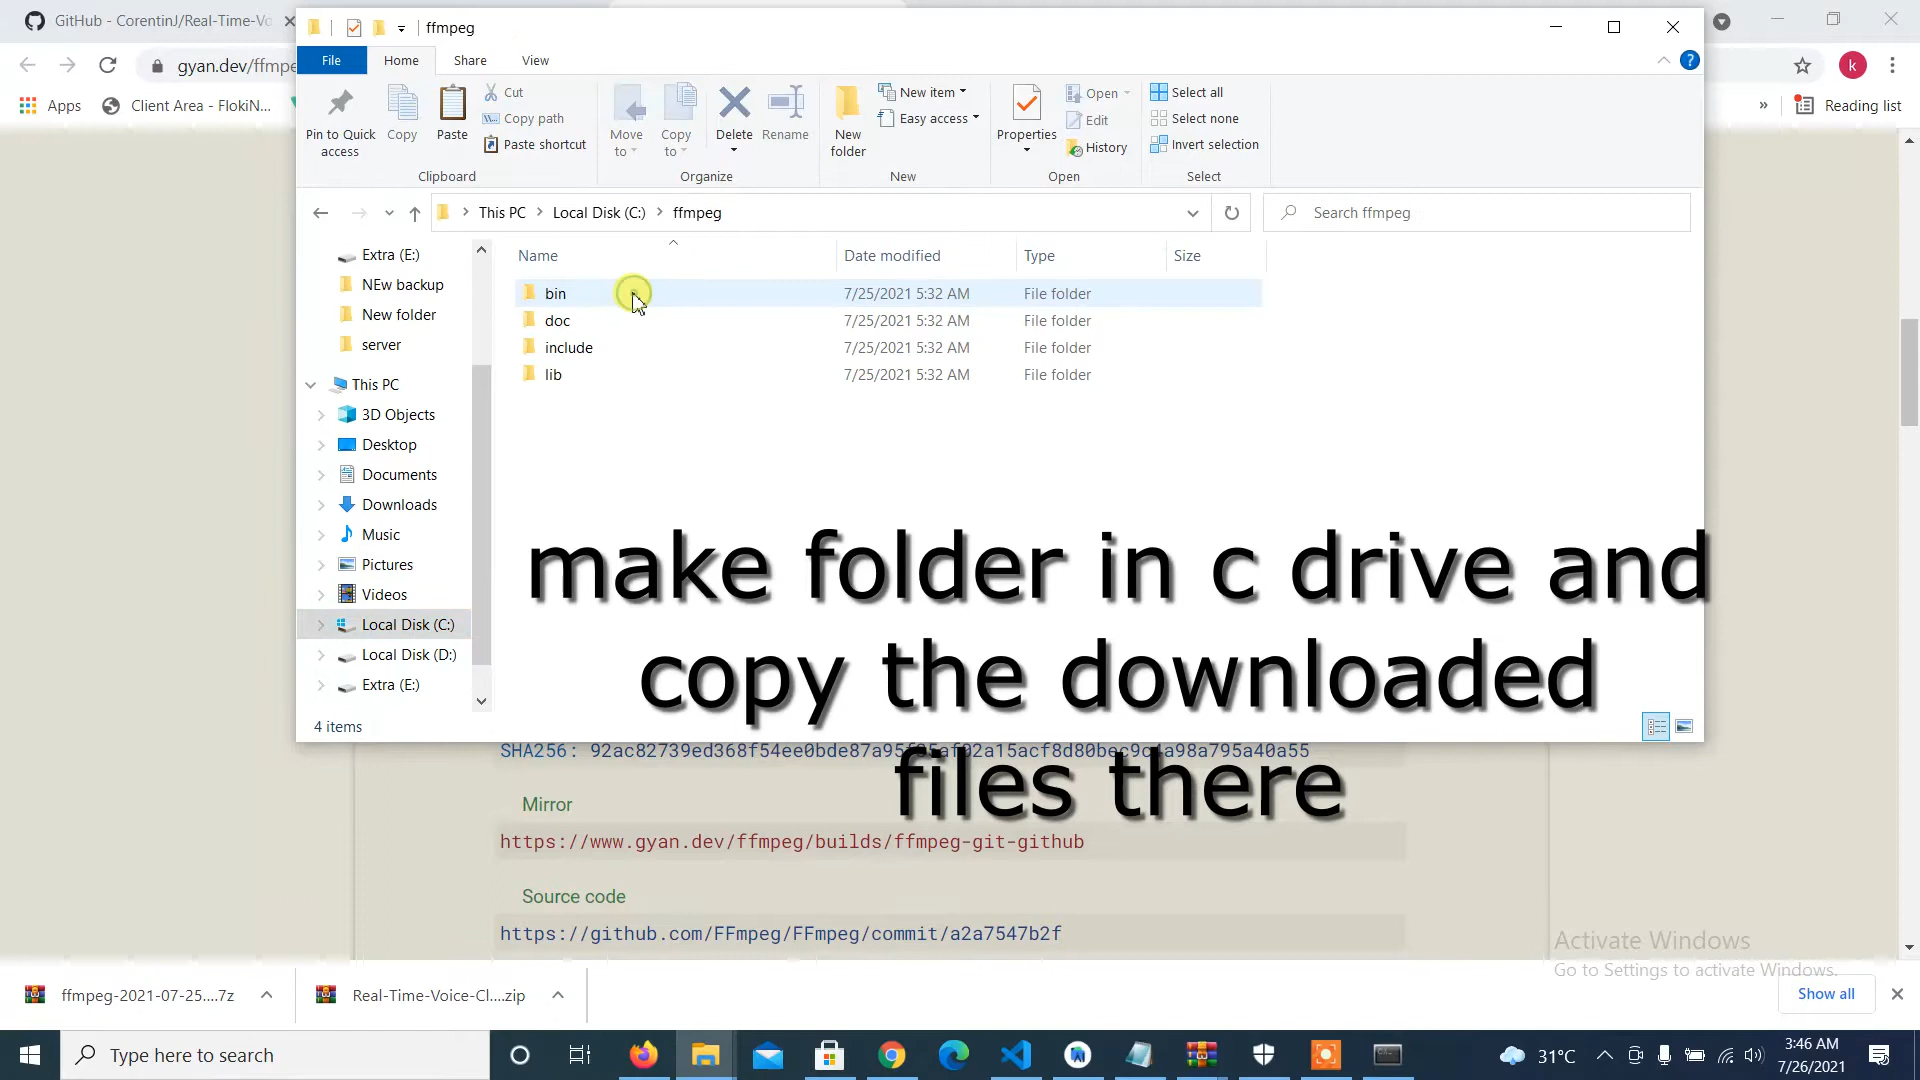 GitHub - CorentinJ/Real-Time-Vo
ffmpeg
File
Home
Share
View
gyan.dev/ffmpe
k
Apps
Client Area - FlokiN...
»
Reading list
Pin to Quick access
Copy
Paste
Cut
Copy path
Paste shortcut
Move to
Copy to
Delete
Rename
New folder
New item
Easy access
Properties
Open
Edit
History
Select all
Select none
Invert selection
Clipboard
Organize
New
Open
Select
This PC
Local Disk (C:)
ffmpeg
Search ffmpeg
Name
Date modified
Type
Size
bin 7/25/2021 5:32 AM File folder
doc 7/25/2021 5:32 AM File folder
include 7/25/2021 5:32 AM File folder
lib 7/25/2021 5:32 AM File folder
Extra (E:)
NEw backup
New folder
server
This PC
3D Objects
Desktop
Documents
Downloads
Music
Pictures
Videos
Local Disk (C:)
Local Disk (D:)
Extra (E:)
4 items
make folder in c drive and
copy the downloaded
files there
SHA256:
Mirror
https://www.gyan.dev/ffmpeg/builds/ffmpeg-git-github
Source code
https://github.com/FFmpeg/FFmpeg/commit/a2a7547b2f
Activate Windows
Go to Settings to activate Windows.
ffmpeg-2021-07-25....7z
Real-Time-Voice-Cl....zip
Show all
Type here to search
31°C
3:46 AM
7/26/2021